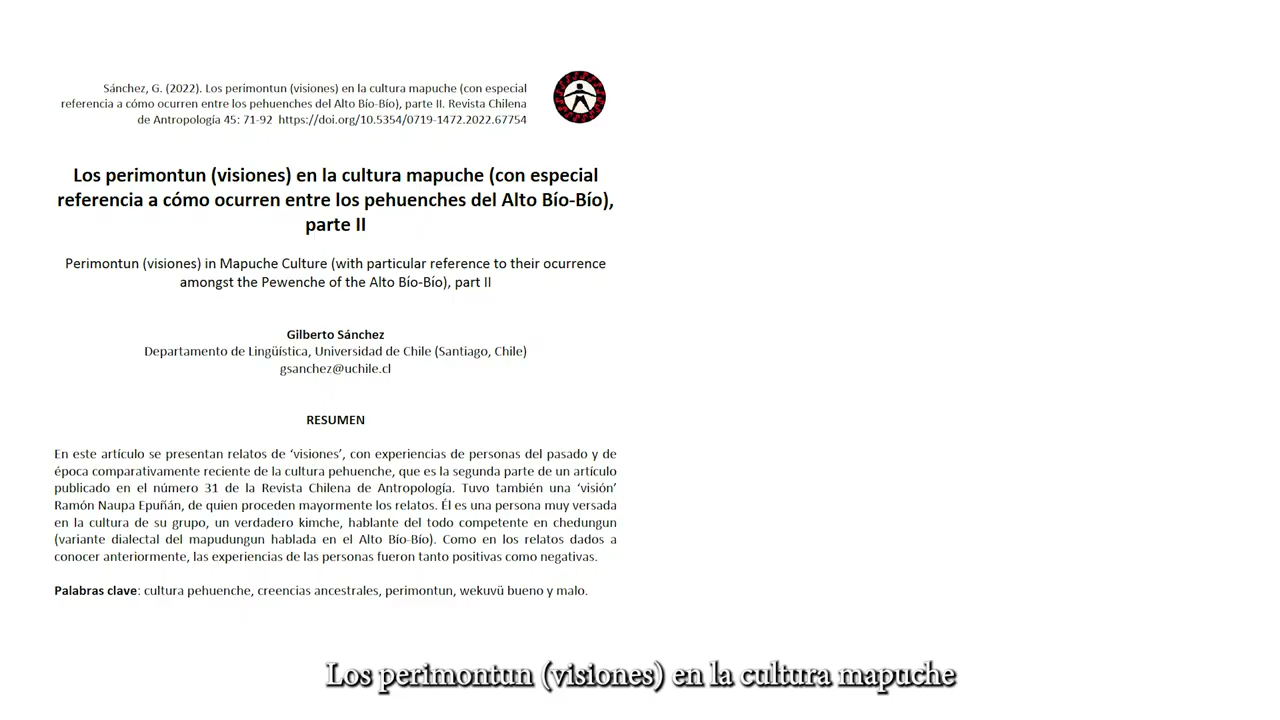 Sánchez, G. (2022). Los perimontun (visiones) en la cultura mapuche (con especial
referencia a cómo ocurren entre los pehuenches del Alto Bío-Bío), parte II. Revista Chilena
de Antropología 45: 71-92 https://doi.org/10.5354/0719-1472.2022.67754
Los perimontun (visiones) en la cultura mapuche (con especial
referencia a cómo ocurren entre los pehuenches del Alto Bío-Bío),
parte II
Perimontun (visiones) in Mapuche Culture (with particular reference to their ocurrence
amongst the Pewenche of the Alto Bío-Bío), part II
Gilberto Sánchez
Departamento de Lingüística, Universidad de Chile (Santiago, Chile)
gsanchez@uchile.cl
RESUMEN
En este artículo se presentan relatos de ‘visiones’, con experiencias de personas del pasado y de
época comparativamente reciente de la cultura pehuenche, que es la segunda parte de un artículo
publicado en el número 31 de la Revista Chilena de Antropología. Tuvo también una ‘visión’
Ramón Naupa Epuñán, de quien proceden mayormente los relatos. Él es una persona muy versada
en la cultura de su grupo, un verdadero kimche, hablante del todo competente en chedungun
(variante dialectal del mapudungun hablada en el Alto Bío-Bío). Como en los relatos dados a
conocer anteriormente, las experiencias de las personas fueron tanto positivas como negativas.
Palabras clave: cultura pehuenche, creencias ancestrales, perimontun, wekuvü bueno y malo.
Los perimontun (visiones) en la cultura mapuche